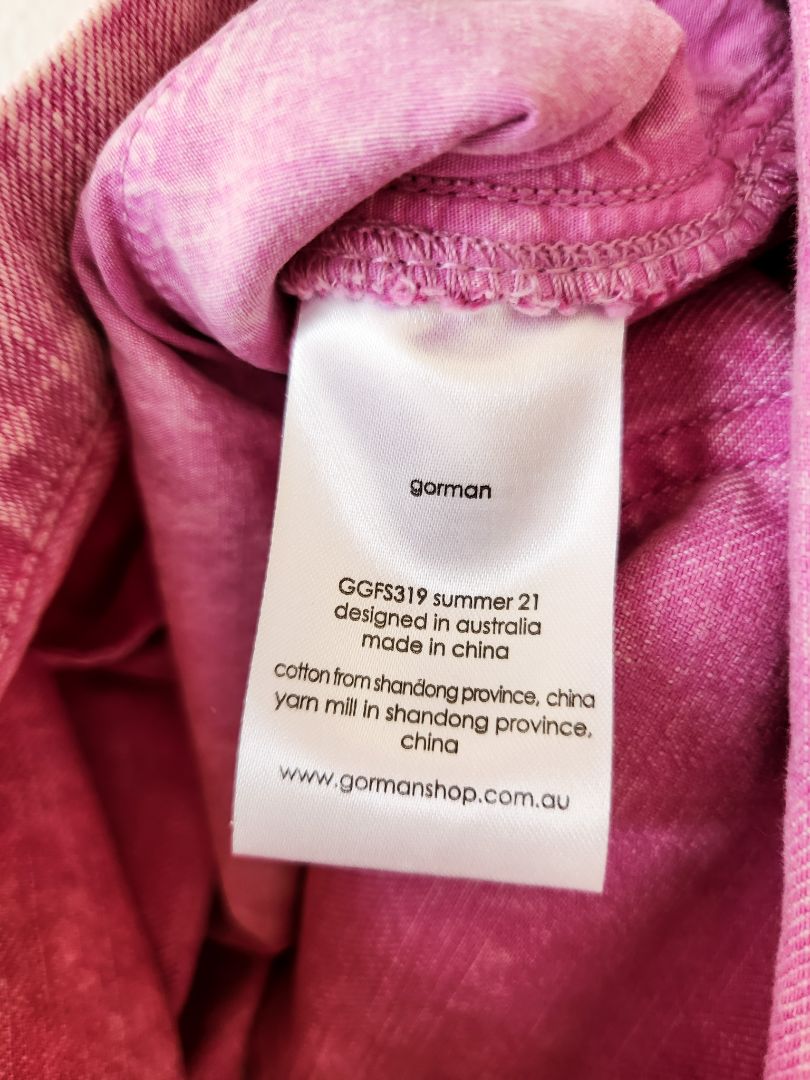 gorman
GGFS319 summer 21
designed in australia
made in china
cotton from shandong province, china
yarn mill in shandong province,
china
www.gormanshop.com.au